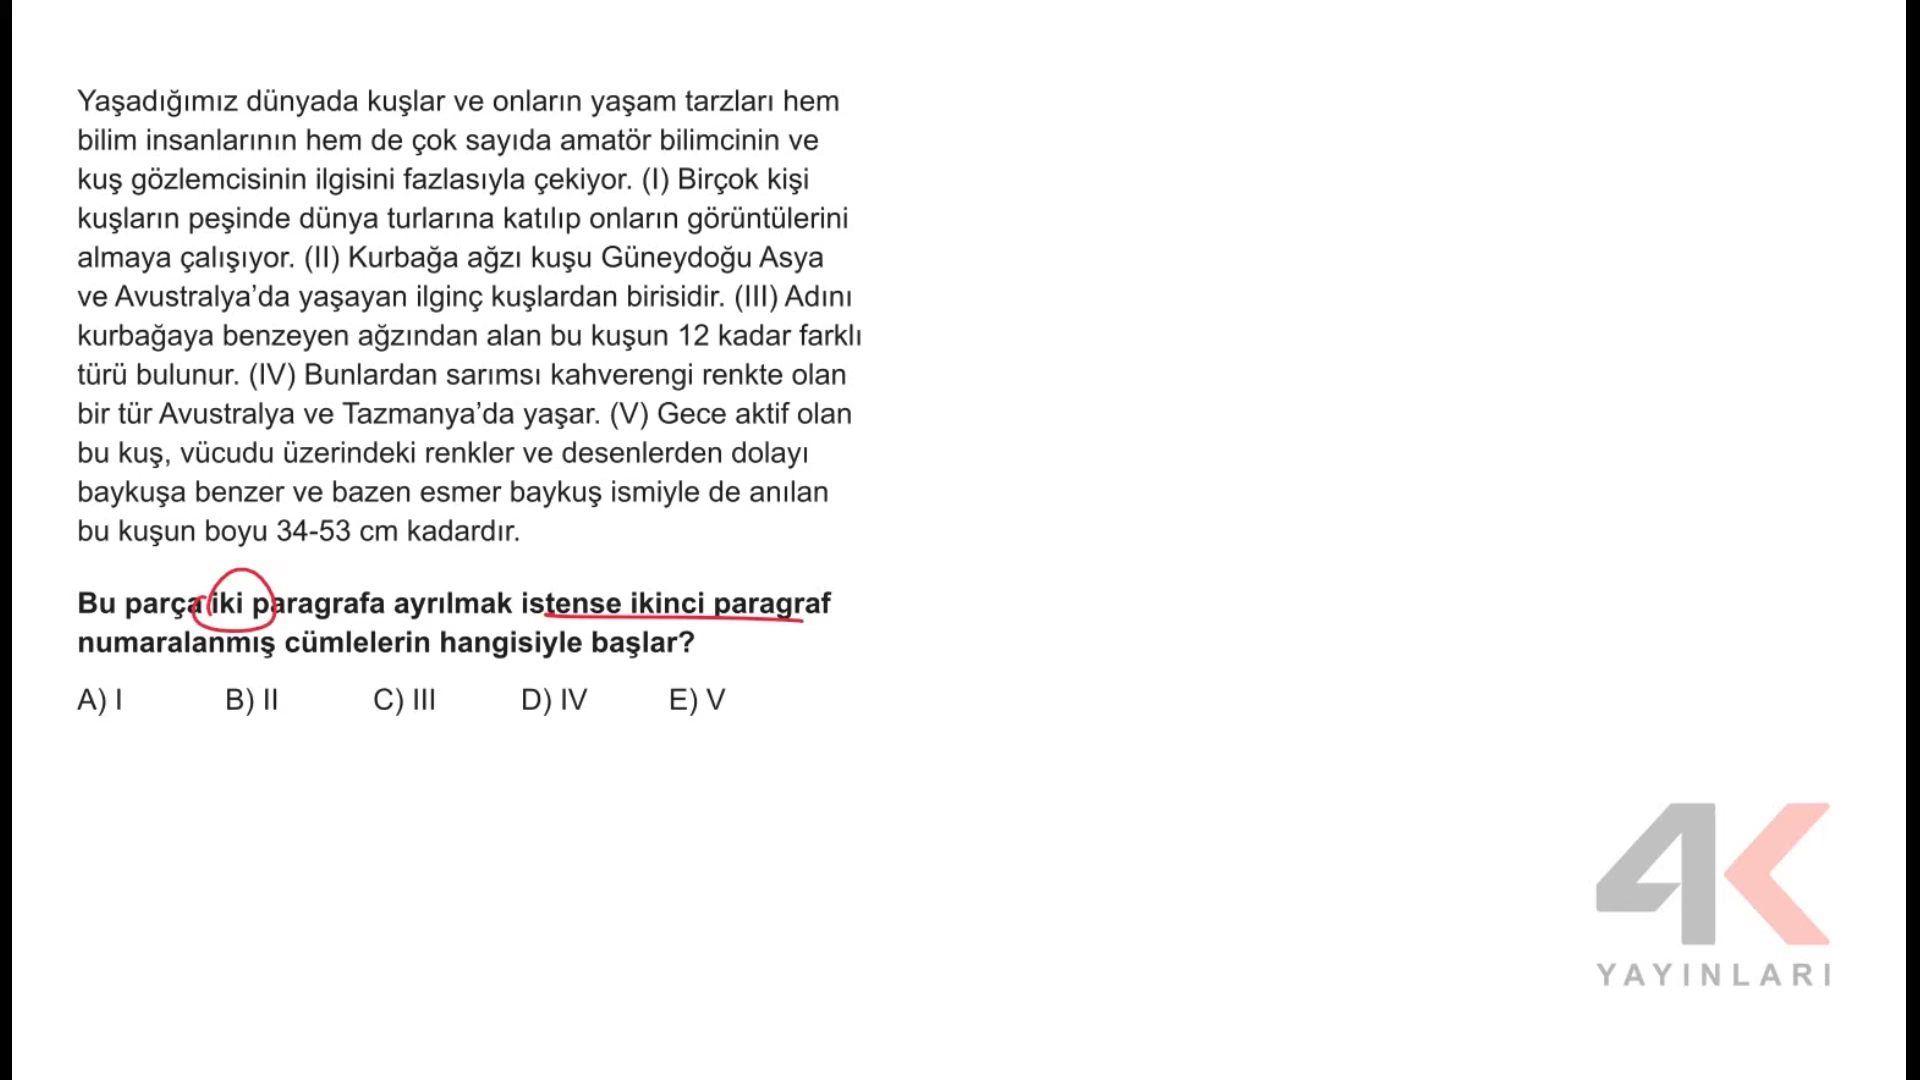 Yaşadığımız dünyada kuşlar ve onların yaşam tarzları hem
bilim insanlarının hem de çok sayıda amatör bilimcinin ve
kuş gözlemcisinin ilgisini fazlasıyla çekiyor. (I) Birçok kişi
kuşların peşinde dünya turlarına katılıp onların görüntülerini
almaya çalışıyor. (II) Kurbağa ağzı kuşu Güneydoğu Asya
ve Avustralya’da yaşayan ilginç kuşlardan birisidir. (III) Adını
kurbağaya benzeyen ağzından alan bu kuşun 12 kadar farklı
türü bulunur. (IV) Bunlardan sarımsı kahverengi renkte olan
bir tür Avustralya ve Tazmanya’da yaşar. (V) Gece aktif olan
bu kuş, vücudu üzerindeki renkler ve desenlerden dolayı
baykuşa benzer ve bazen esmer baykuş ismiyle de anılan
bu kuşun boyu 34-53 cm kadardır.
Bu parça iki paragrafa ayrılmak istense ikinci paragraf
numaralanmış cümlelerin hangisiyle başlar?
A) I B) II C) III D) IV E) V
4K
YAYINLARI